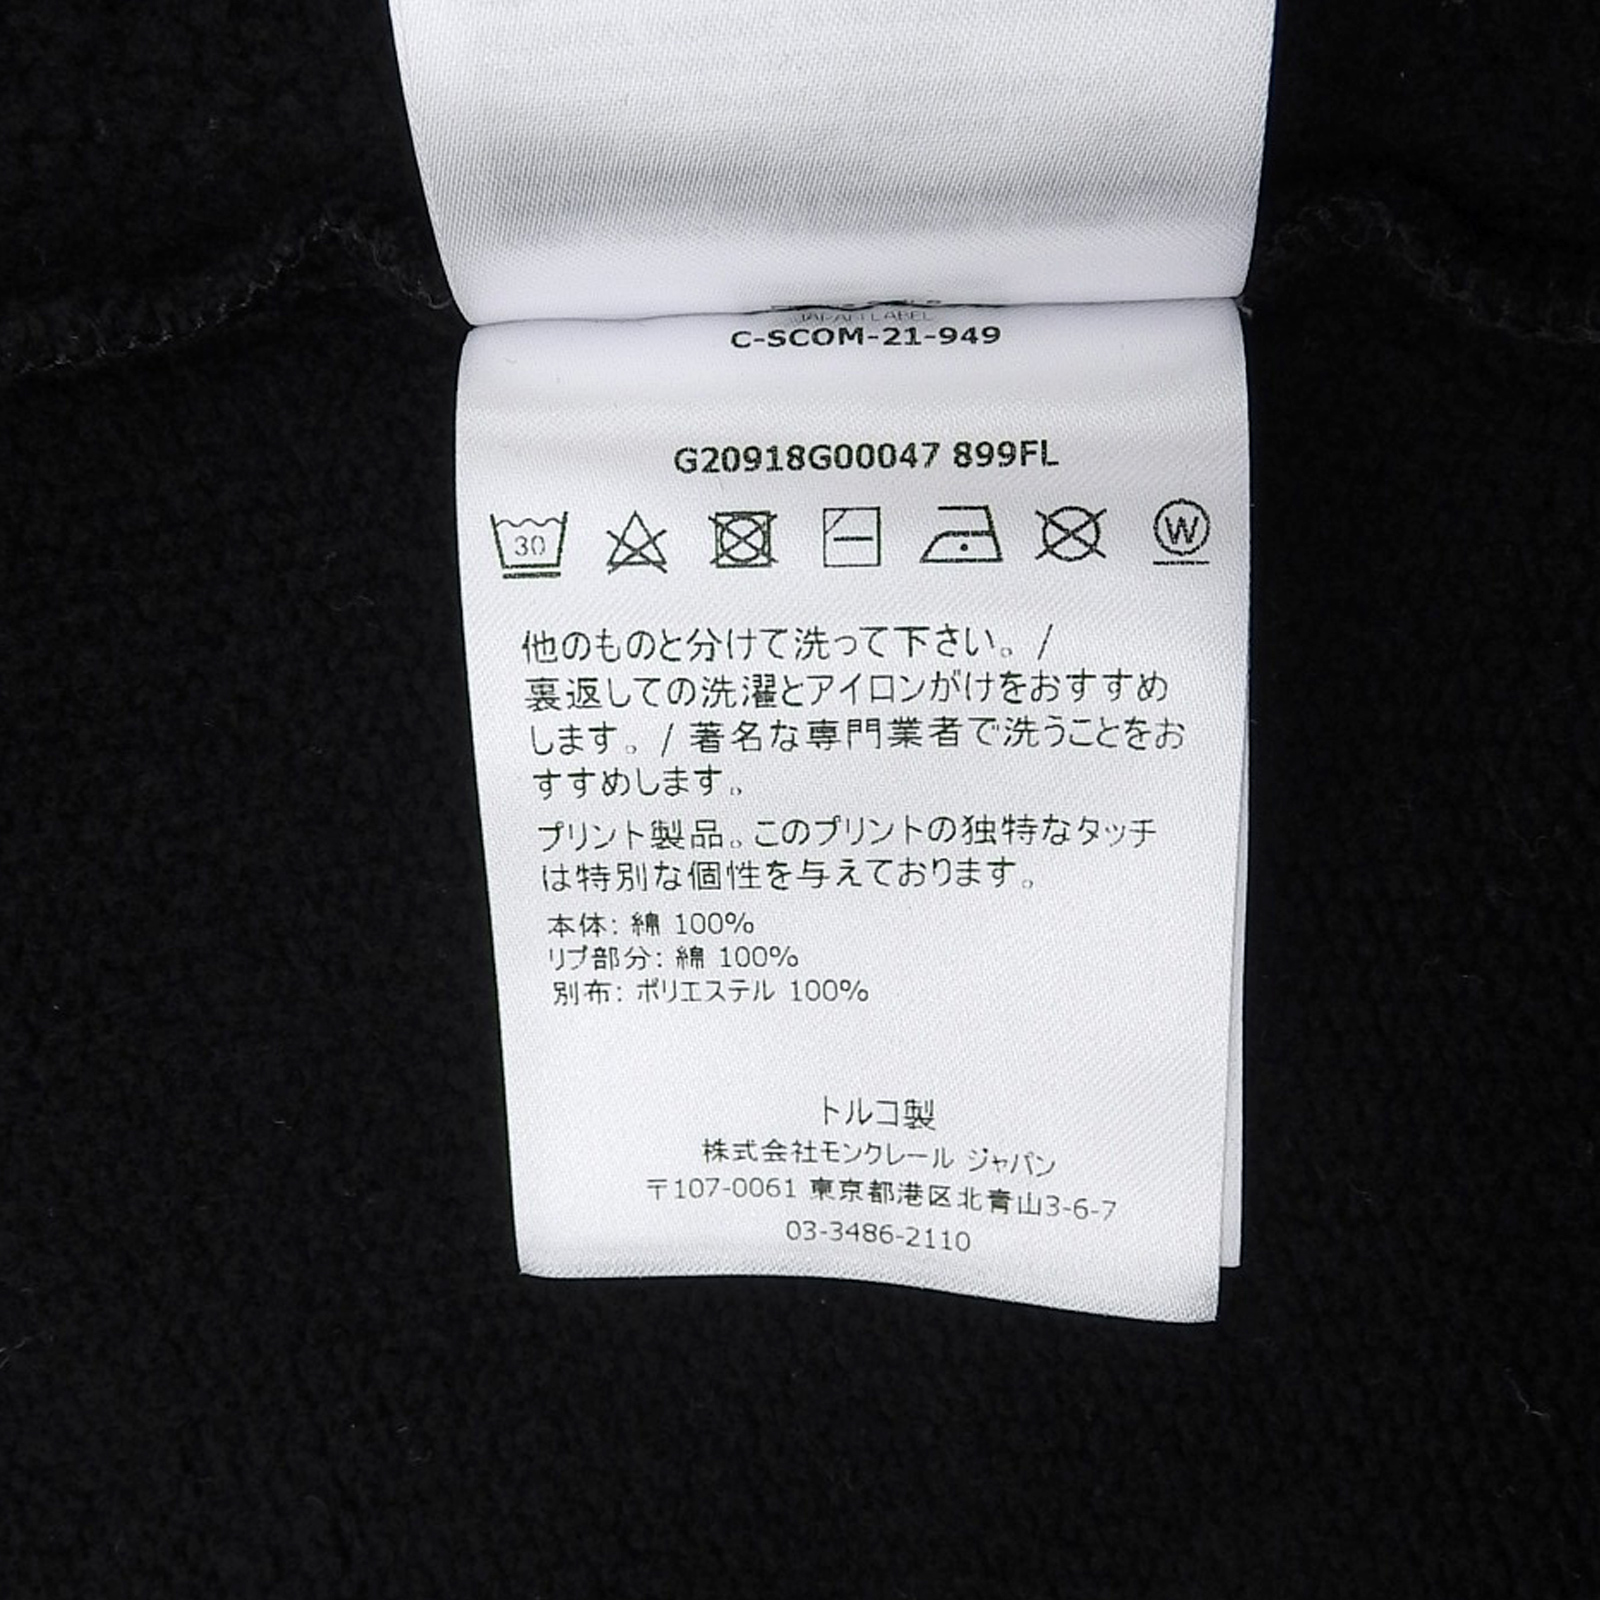 JAPAN LABEL
C-SCOM-21-949
G20918G00047 899FL
30
W
他のものと分けて洗って下さい。/
裏返しての洗濯とアイロンがけをおすすめ
します。/ 著名な専門業者で洗うことをお
すすめします。
プリント製品。このプリントの独特なタッチ
は特別な個性を与えております。
本体: 綿 100%
リブ部分: 綿 100%
別布: ポリエステル 100%
トルコ製
株式会社モンクレール ジャパン
〒107-0061 東京都港区北青山3-6-7
03-3486-2110